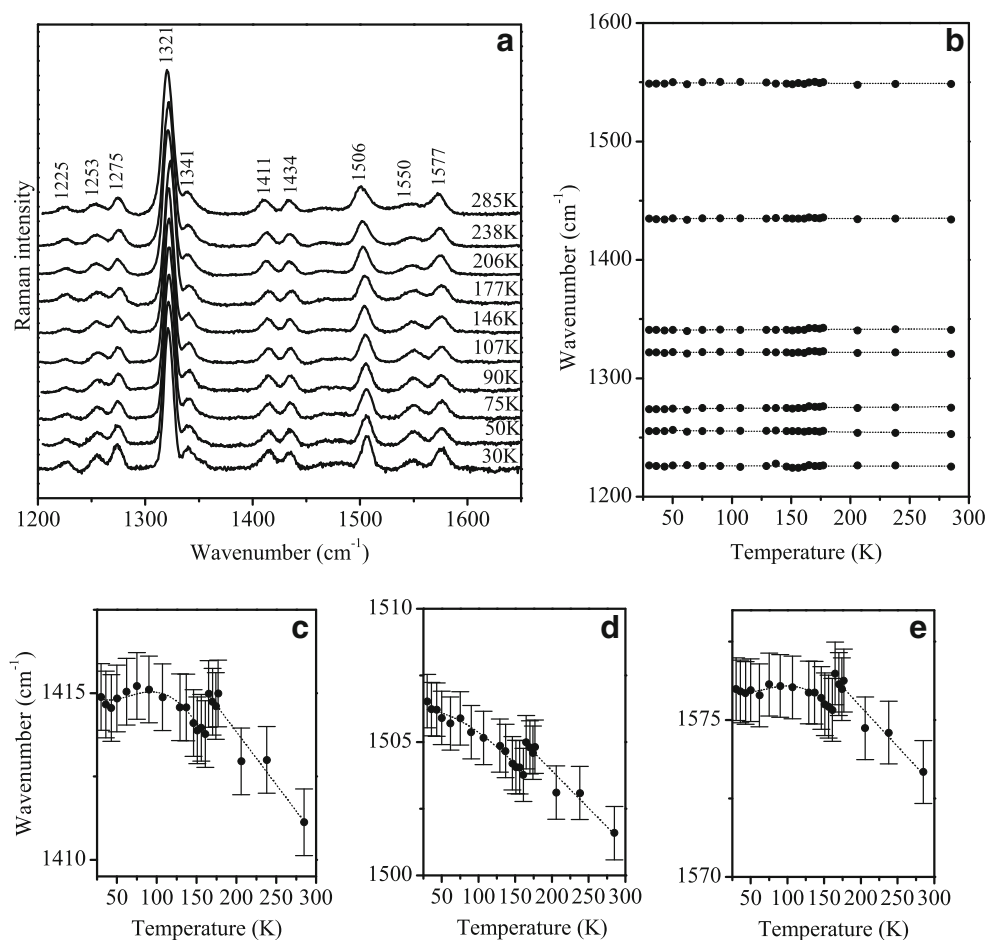 a
1321
1225
1253
1275
1341
1411
1434
1506
1550
1577
285K
238K
206K
177K
146K
107K
90K
75K
50K
30K
Raman intensity
1200 1300 1400 1500 1600
Wavenumber (cm⁻¹)
b
1600
1500
1400
1300
1200
Wavenumber (cm⁻¹)
50 100 150 200 250 300
Temperature (K)
c
1415
1410
Wavenumber (cm⁻¹)
50 100 150 200 250 300
Temperature (K)
d
1510
1505
1500
50 100 150 200 250 300
Temperature (K)
e
1575
1570
50 100 150 200 250 300
Temperature (K)